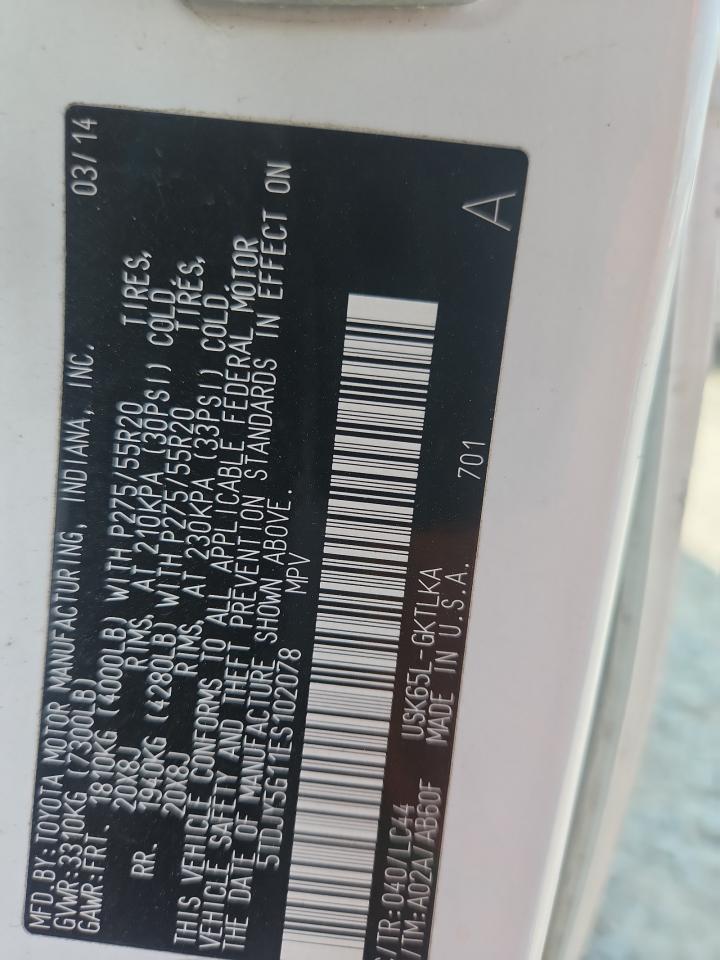 MFD.BY:TOYOTA MOTOR MANUFACTURING, INDIANA, INC. 03/14
GVWR:3310KG (7300LB)
GAWR:FRT. 1810KG (4000LB) WITH P275/55R20 TIRES,
20X8J RIMS, AT 210KPA (30PSI) COLD.
RR. 1940KG (4280LB) WITH P275/55R20 TIRES,
20X8J RIMS, AT 230KPA (33PSI) COLD.
THIS VEHICLE CONFORMS TO ALL APPLICABLE FEDERAL MOTOR
VEHICLE SAFETY AND THEFT PREVENTION STANDARDS IN EFFECT ON
THE DATE OF MANUFACTURE SHOWN ABOVE.
5TDJY5G11ES102078 MPV
/TR:040/LC44 USK65L-GKTLKA 701 A
/TM:A02A/AB60F MADE IN U.S.A.